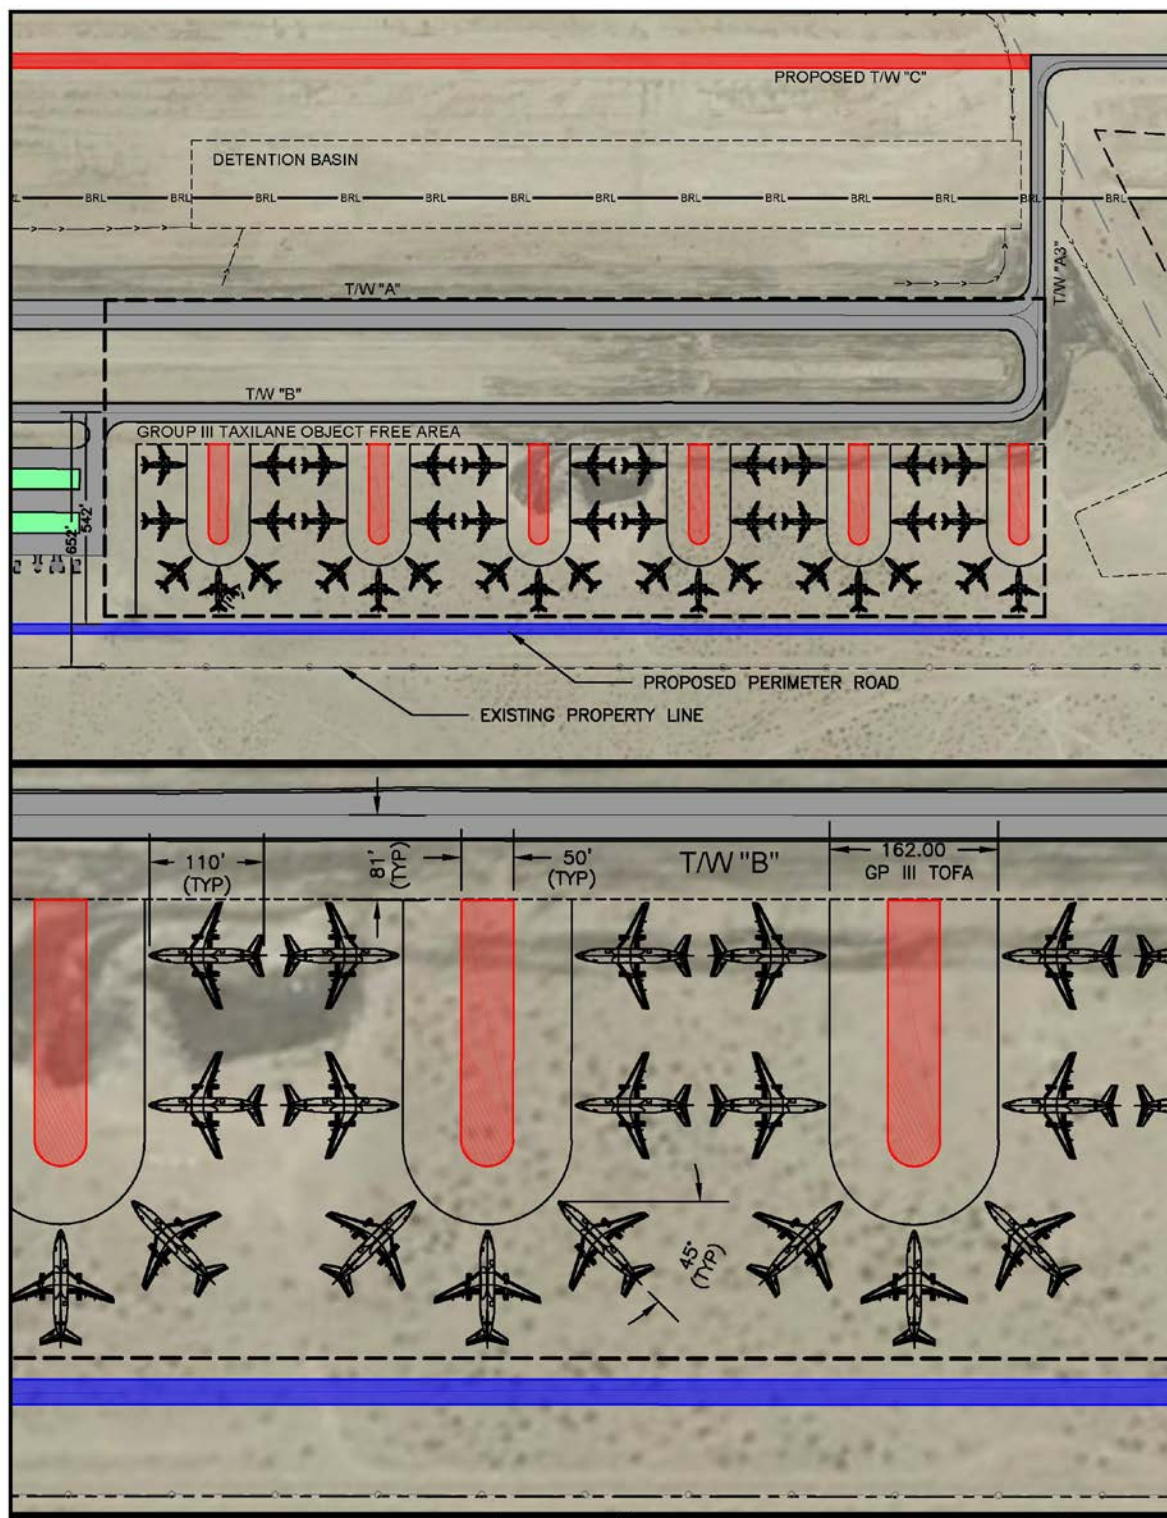 PROPOSED T/W "C"
DETENTION BASIN
BRL BRL BRL BRL BRL BRL BRL BRL BRL BRL BRL BRL BRL
T/W "A3"
T/W "A"
T/W "B"
GROUP III TAXILANE OBJECT FREE AREA
652'
542'
PROPOSED PERIMETER ROAD
EXISTING PROPERTY LINE
110'
(TYP)
81'
(TYP)
50'
(TYP)
T/W "B"
162.00
GP III TOFA
45°
(TYP)